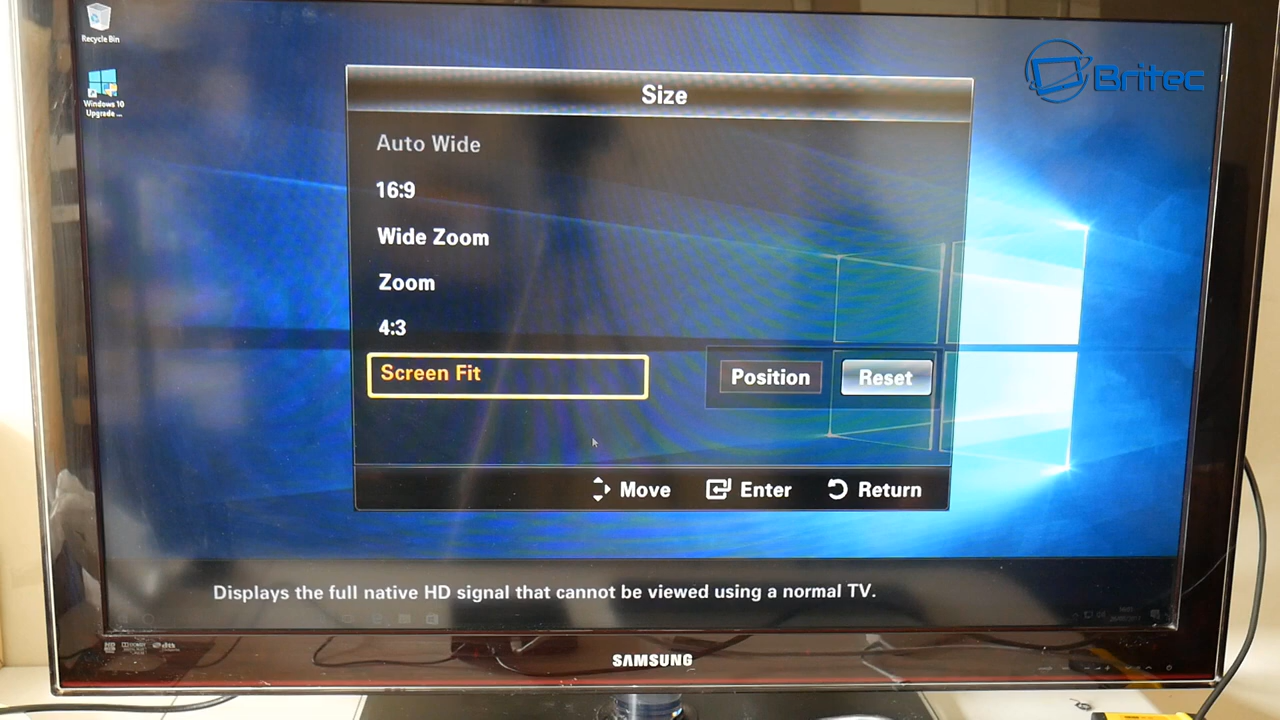 Recycle Bin
Britec
Windows 10
Upgrade ...
Size
Auto Wide
16:9
Wide Zoom
Zoom
4:3
Screen Fit
Position
Reset
Move
Enter
Return
Displays the full native HD signal that cannot be viewed using a normal TV.
SAMSUNG